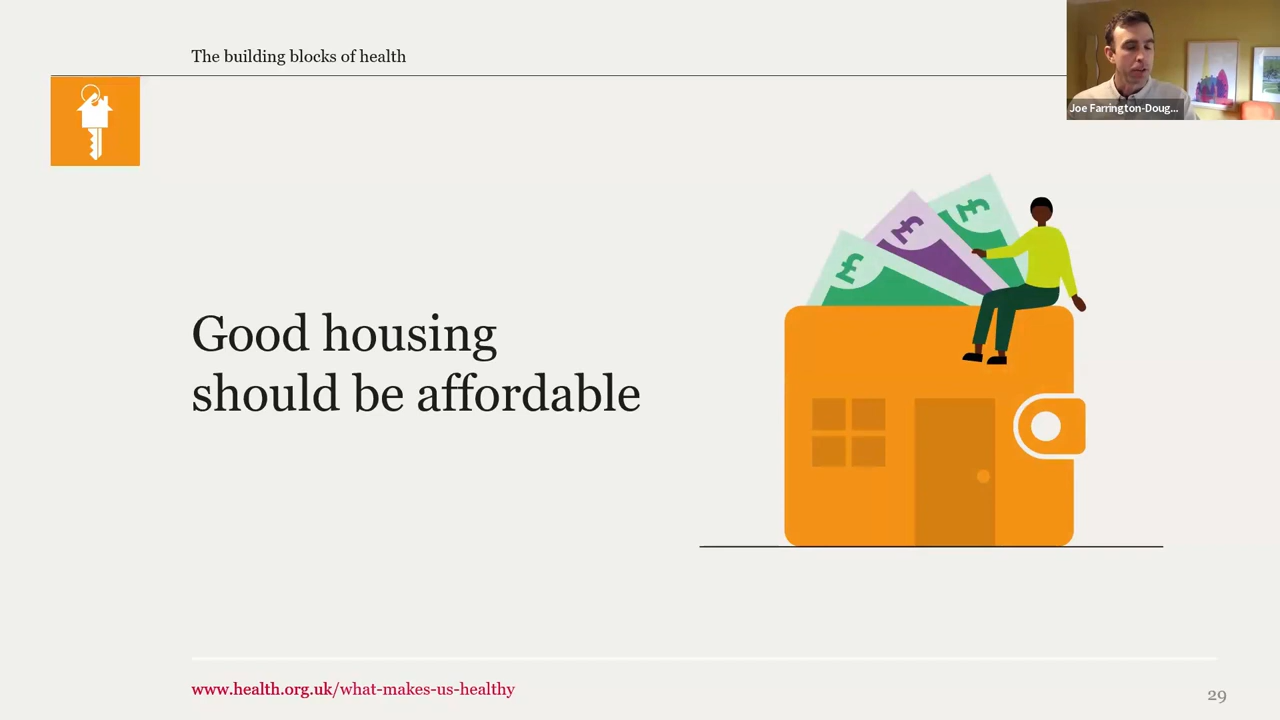 The building blocks of health
Joe Farrington-Doug...
£
£
£
Good housing
should be affordable
www.health.org.uk/what-makes-us-healthy
29